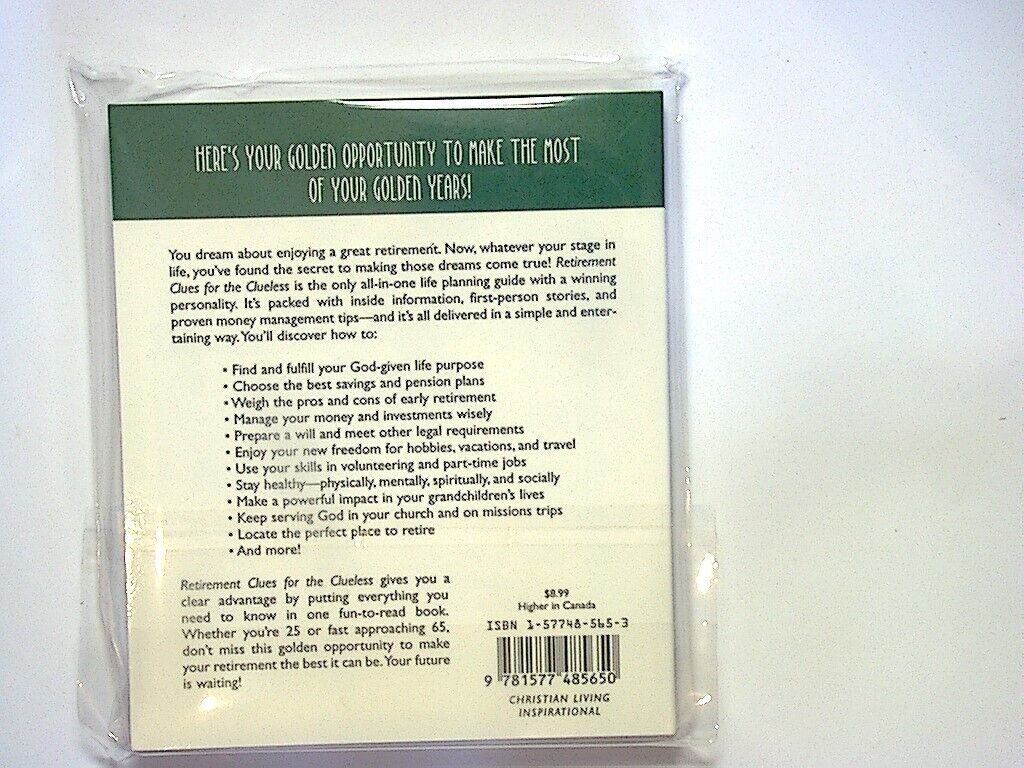 HERE'S YOUR GOLDEN OPPORTUNITY TO MAKE THE MOST
OF YOUR GOLDEN YEARS!
You dream about enjoying a great retirement. Now, whatever your stage in
life, you've found the secret to making those dreams come true! Retirement
Clues for the Clueless is the only all-in-one life planning guide with a winning
personality. It's packed with inside information, first-person stories, and
proven money management tips—and it's all delivered in a simple and enter-
taining way. You'll discover how to:
• Find and fulfill your God-given life purpose
• Choose the best savings and pension plans
• Weigh the pros and cons of early retirement
• Manage your money and investments wisely
• Prepare a will and meet other legal requirements
• Enjoy your new freedom for hobbies, vacations, and travel
• Use your skills in volunteering and part-time jobs
• Stay healthy—physically, mentally, spiritually, and socially
• Make a powerful impact in your grandchildren's lives
• Keep serving God in your church and on missions trips
• Locate the perfect place to retire
• And more!
Retirement Clues for the Clueless gives you a
clear advantage by putting everything you
need to know in one fun-to-read book.
Whether you're 25 or fast approaching 65,
don't miss this golden opportunity to make
your retirement the best it can be. Your future
is waiting!
$8.99
Higher in Canada
ISBN 1-57748-565-3
9 781577 485650
CHRISTIAN LIVING
INSPIRATIONAL